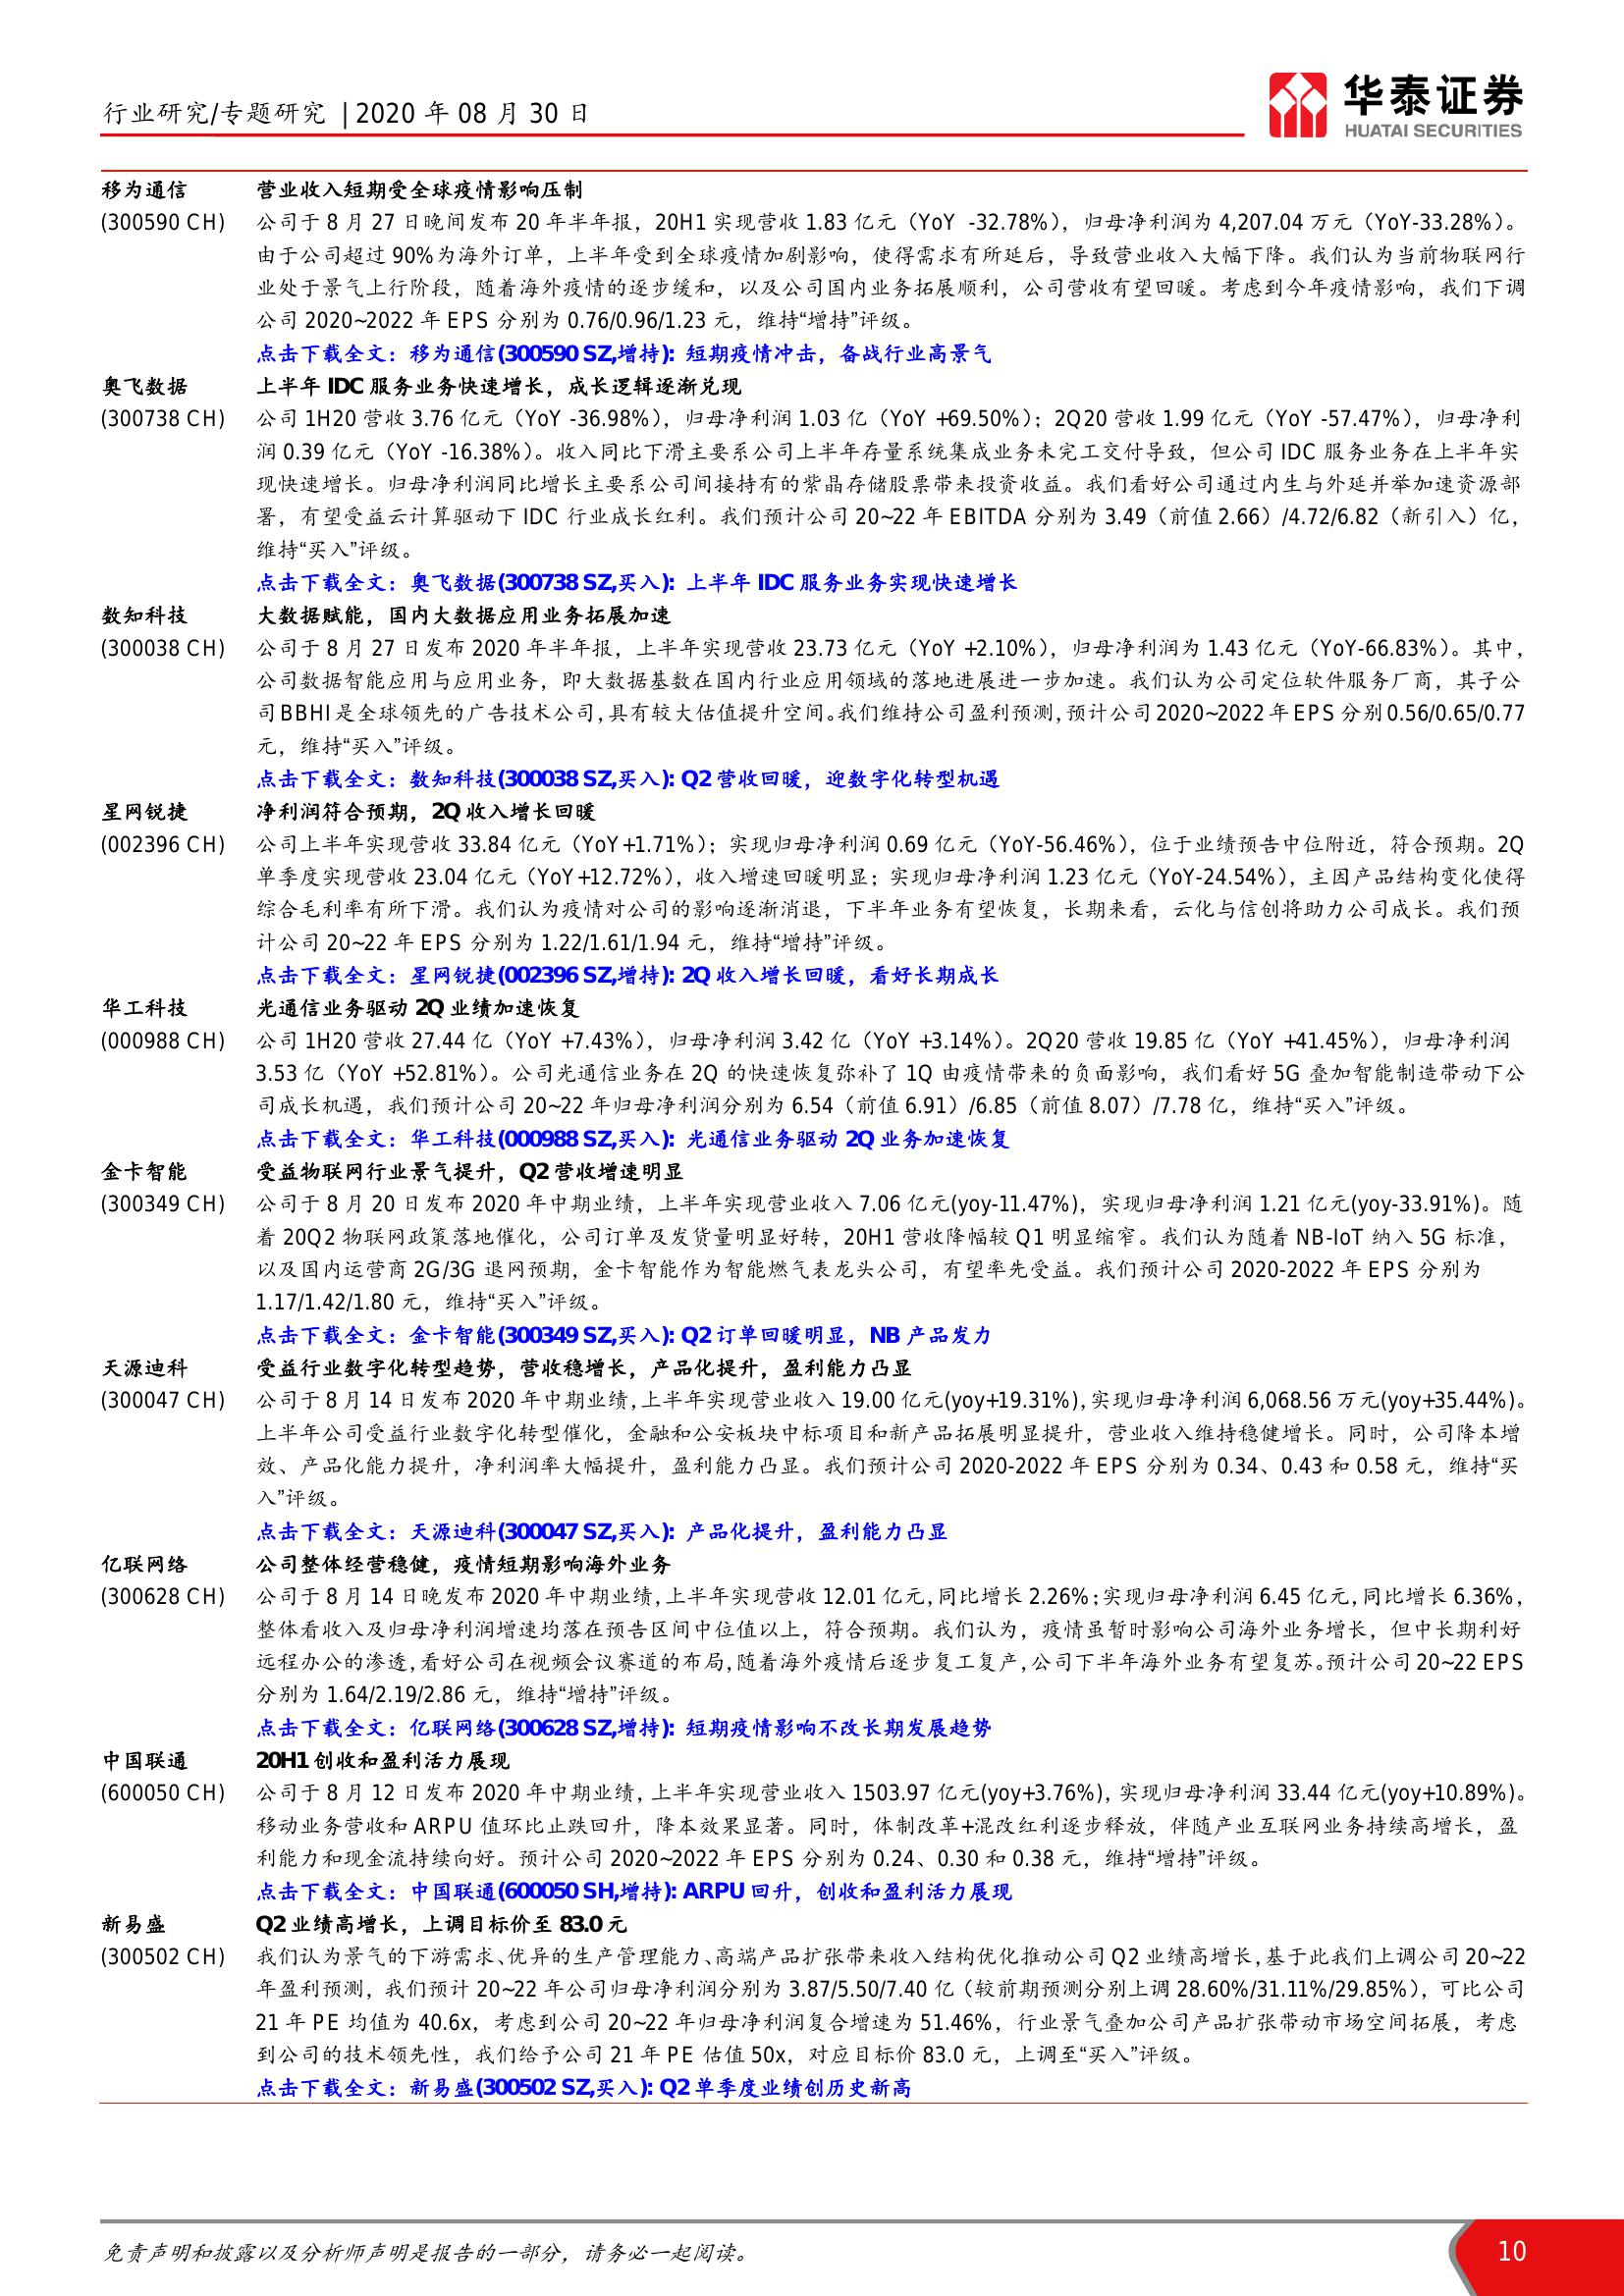 行业研究/专题研究 | 2020 年 08 月 30 日
华泰证券
HUATAI SECURITIES
移为通信
(300590 CH)
营业收入短期受全球疫情影响压制
公司于 8 月 27 日晚间发布 20 年半年报，20H1 实现营收 1.83 亿元（YoY -32.78%），归母净利润为 4,207.04 万元（YoY-33.28%）。
由于公司超过 90%为海外订单，上半年受到全球疫情加剧影响，使得需求有所延后，导致营业收入大幅下降。我们认为当前物联网行
业处于景气上行阶段，随着海外疫情的逐步缓和，以及公司国内业务拓展顺利，公司营收有望回暖。考虑到今年疫情影响，我们下调
公司 2020~2022 年 EPS 分别为 0.76/0.96/1.23 元，维持“增持”评级。
点击下载全文：移为通信(300590 SZ,增持): 短期疫情冲击，备战行业高景气
奥飞数据
(300738 CH)
上半年 IDC 服务业务快速增长，成长逻辑逐渐兑现
公司 1H20 营收 3.76 亿元（YoY -36.98%），归母净利润 1.03 亿（YoY +69.50%）；2Q20 营收 1.99 亿元（YoY -57.47%），归母净利
润 0.39 亿元（YoY -16.38%）。收入同比下滑主要系公司上半年存量系统集成业务未完工交付导致，但公司 IDC 服务业务在上半年实
现快速增长。归母净利润同比增长主要系公司间接持有的紫晶存储股票带来投资收益。我们看好公司通过内生与外延并举加速资源部
署，有望受益云计算驱动下 IDC 行业成长红利。我们预计公司 20~22 年 EBITDA 分别为 3.49（前值 2.66）/4.72/6.82（新引入）亿，
维持“买入”评级。
点击下载全文：奥飞数据(300738 SZ,买入): 上半年 IDC 服务业务实现快速增长
数知科技
(300038 CH)
大数据赋能，国内大数据应用业务拓展加速
公司于 8 月 27 日发布 2020 年半年报，上半年实现营收 23.73 亿元（YoY +2.10%），归母净利润为 1.43 亿元（YoY-66.83%）。其中，
公司数据智能应用与应用业务，即大数据基数在国内行业应用领域的落地进展进一步加速。我们认为公司定位软件服务厂商，其子公
司 BBHI 是全球领先的广告技术公司，具有较大估值提升空间。我们维持公司盈利预测，预计公司 2020~2022 年 EPS 分别 0.56/0.65/0.77
元，维持“买入”评级。
点击下载全文：数知科技(300038 SZ,买入): Q2 营收回暖，迎数字化转型机遇
星网锐捷
(002396 CH)
净利润符合预期，2Q 收入增长回暖
公司上半年实现营收 33.84 亿元（YoY+1.71%）；实现归母净利润 0.69 亿元（YoY-56.46%），位于业绩预告中位附近，符合预期。2Q
单季度实现营收 23.04 亿元（YoY+12.72%），收入增速回暖明显；实现归母净利润 1.23 亿元（YoY-24.54%），主因产品结构变化使得
综合毛利率有所下滑。我们认为疫情对公司的影响逐渐消退，下半年业务有望恢复，长期来看，云化与信创将助力公司成长。我们预
计公司 20~22 年 EPS 分别为 1.22/1.61/1.94 元，维持“增持”评级。
点击下载全文：星网锐捷(002396 SZ,增持): 2Q 收入增长回暖，看好长期成长
华工科技
(000988 CH)
光通信业务驱动 2Q 业绩加速恢复
公司 1H20 营收 27.44 亿（YoY +7.43%），归母净利润 3.42 亿（YoY +3.14%）。2Q20 营收 19.85 亿（YoY +41.45%），归母净利润
3.53 亿（YoY +52.81%）。公司光通信业务在 2Q 的快速恢复弥补了 1Q 由疫情带来的负面影响，我们看好 5G 叠加智能制造带动下公
司成长机遇，我们预计公司 20~22 年归母净利润分别为 6.54（前值 6.91）/6.85（前值 8.07）/7.78 亿，维持“买入”评级。
点击下载全文：华工科技(000988 SZ,买入): 光通信业务驱动 2Q 业务加速恢复
金卡智能
(300349 CH)
受益物联网行业景气提升，Q2 营收增速明显
公司于 8 月 20 日发布 2020 年中期业绩，上半年实现营业收入 7.06 亿元(yoy-11.47%)，实现归母净利润 1.21 亿元(yoy-33.91%)。随
着 20Q2 物联网政策落地催化，公司订单及发货量明显好转，20H1 营收降幅较 Q1 明显缩窄。我们认为随着 NB-IoT 纳入 5G 标准，
以及国内运营商 2G/3G 退网预期，金卡智能作为智能燃气表龙头公司，有望率先受益。我们预计公司 2020-2022 年 EPS 分别为
1.17/1.42/1.80 元，维持“买入”评级。
点击下载全文：金卡智能(300349 SZ,买入): Q2 订单回暖明显，NB 产品发力
天源迪科
(300047 CH)
受益行业数字化转型趋势，营收稳增长，产品化提升，盈利能力凸显
公司于 8 月 14 日发布 2020 年中期业绩，上半年实现营业收入 19.00 亿元(yoy+19.31%)，实现归母净利润 6,068.56 万元(yoy+35.44%)。
上半年公司受益行业数字化转型催化，金融和公安板块中标项目和新产品拓展明显提升，营业收入维持稳健增长。同时，公司降本增
效、产品化能力提升，净利润率大幅提升，盈利能力凸显。我们预计公司 2020-2022 年 EPS 分别为 0.34、0.43 和 0.58 元，维持“买
入”评级。
点击下载全文：天源迪科(300047 SZ,买入): 产品化提升，盈利能力凸显
亿联网络
(300628 CH)
公司整体经营稳健，疫情短期影响海外业务
公司于 8 月 14 日晚发布 2020 年中期业绩，上半年实现营收 12.01 亿元，同比增长 2.26%；实现归母净利润 6.45 亿元，同比增长 6.36%，
整体看收入及归母净利润增速均落在预告区间中位值以上，符合预期。我们认为，疫情虽暂时影响公司海外业务增长，但中长期利好
远程办公的渗透，看好公司在视频会议赛道的布局，随着海外疫情后逐步复工复产，公司下半年海外业务有望复苏。预计公司 20~22 EPS
分别为 1.64/2.19/2.86 元，维持“增持”评级。
点击下载全文：亿联网络(300628 SZ,增持): 短期疫情影响不改长期发展趋势
中国联通
(600050 CH)
20H1 创收和盈利活力展现
公司于 8 月 12 日发布 2020 年中期业绩，上半年实现营业收入 1503.97 亿元(yoy+3.76%)，实现归母净利润 33.44 亿元(yoy+10.89%)。
移动业务营收和 ARPU 值环比止跌回升，降本效果显著。同时，体制改革+混改红利逐步释放，伴随产业互联网业务持续高增长，盈
利能力和现金流持续向好。预计公司 2020~2022 年 EPS 分别为 0.24、0.30 和 0.38 元，维持“增持”评级。
点击下载全文：中国联通(600050 SH,增持): ARPU 回升，创收和盈利活力展现
新易盛
(300502 CH)
Q2 业绩高增长，上调目标价至 83.0 元
我们认为景气的下游需求、优异的生产管理能力、高端产品扩张带来收入结构优化推动公司 Q2 业绩高增长，基于此我们上调公司 20~22
年盈利预测，我们预计 20~22 年公司归母净利润分别为 3.87/5.50/7.40 亿（较前期预测分别上调 28.60%/31.11%/29.85%），可比公司
21 年 PE 均值为 40.6x，考虑到公司 20~22 年归母净利润复合增速为 51.46%，行业景气叠加公司产品扩张带动市场空间拓展，考虑
到公司的技术领先性，我们给予公司 21 年 PE 估值 50x，对应目标价 83.0 元，上调至“买入”评级。
点击下载全文：新易盛(300502 SZ,买入): Q2 单季度业绩创历史新高
免责声明和披露以及分析师声明是报告的一部分，请务必一起阅读。
10